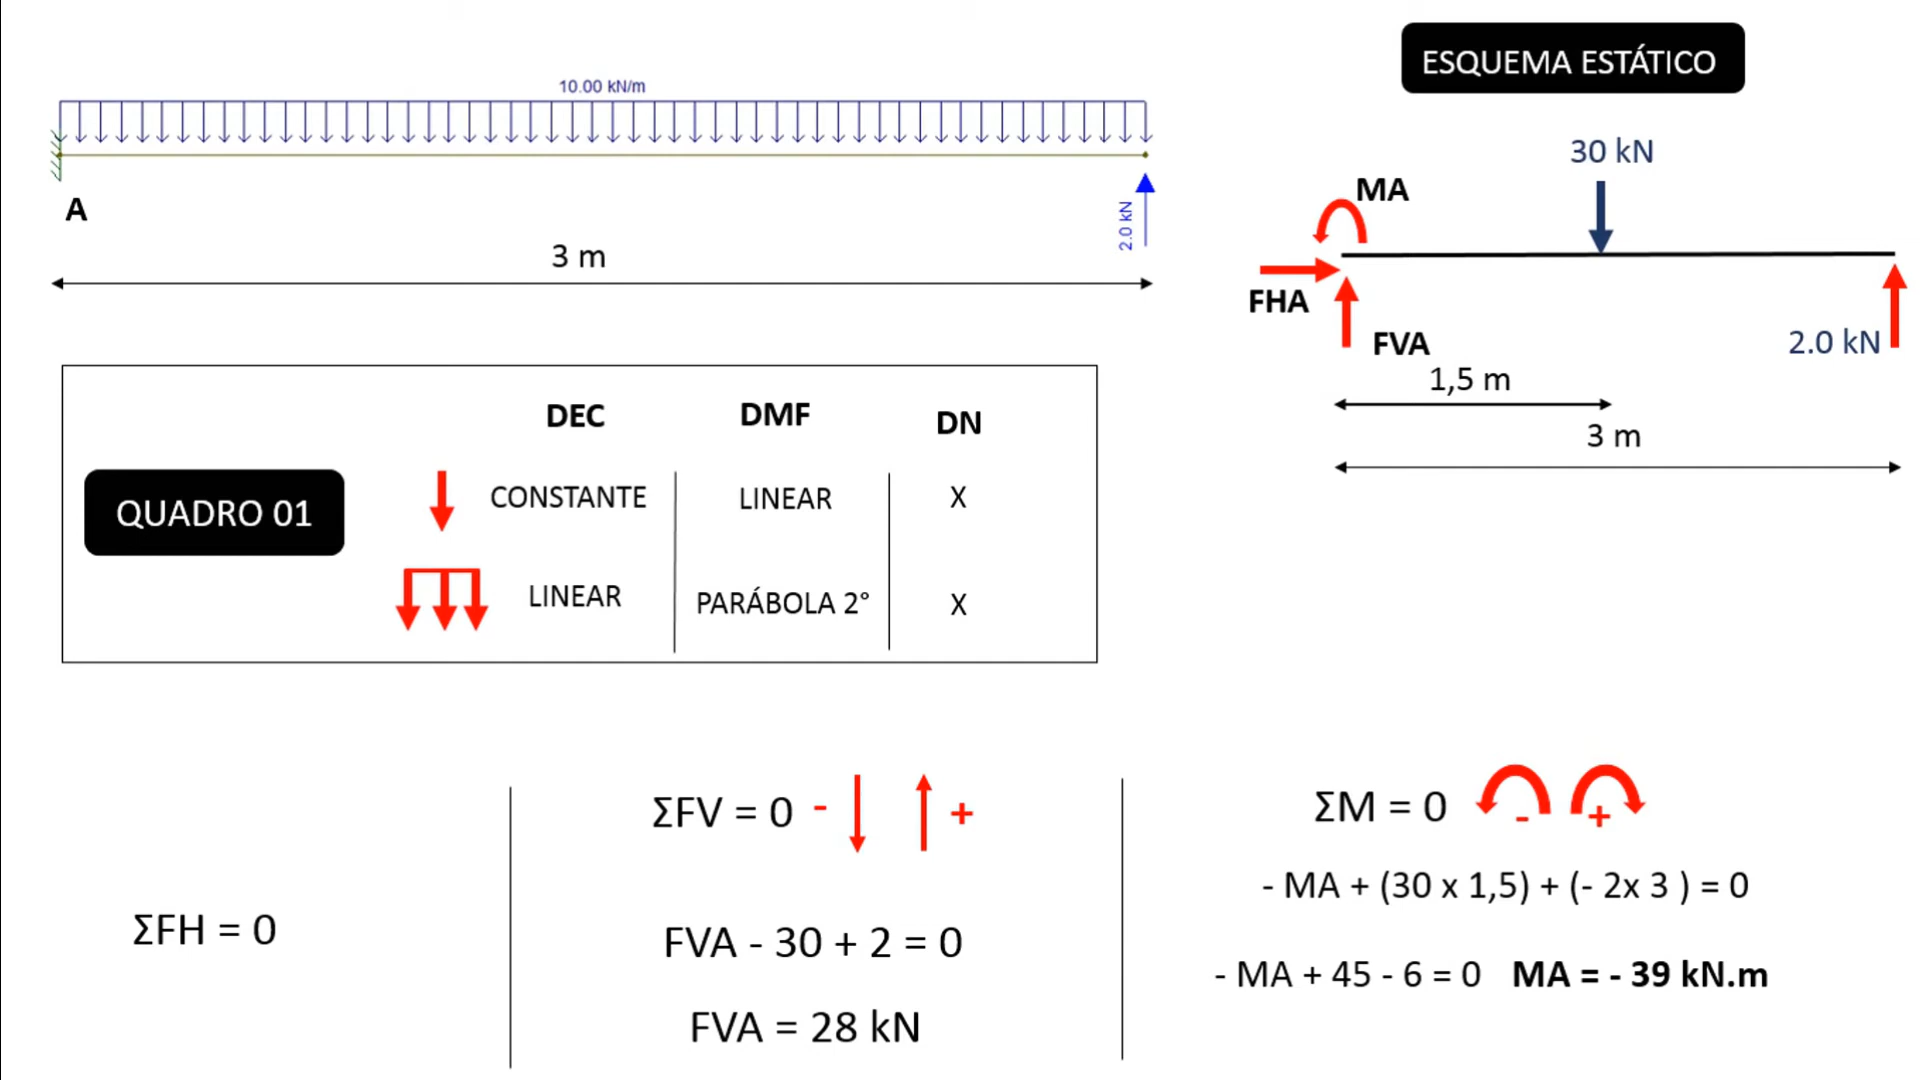 ESQUEMA ESTÁTICO
10.00 kN/m
A
2.0 kN
3 m
30 kN
MA
FHA
FVA
2.0 kN
1,5 m
3 m
DEC DMF DN
QUADRO 01
CONSTANTE LINEAR X
LINEAR PARÁBOLA 2° X
ΣFH = 0
ΣFV = 0 - +
FVA - 30 + 2 = 0
FVA = 28 kN
ΣM = 0 - +
- MA + (30 x 1,5) + (- 2x 3 ) = 0
- MA + 45 - 6 = 0 MA = - 39 kN.m